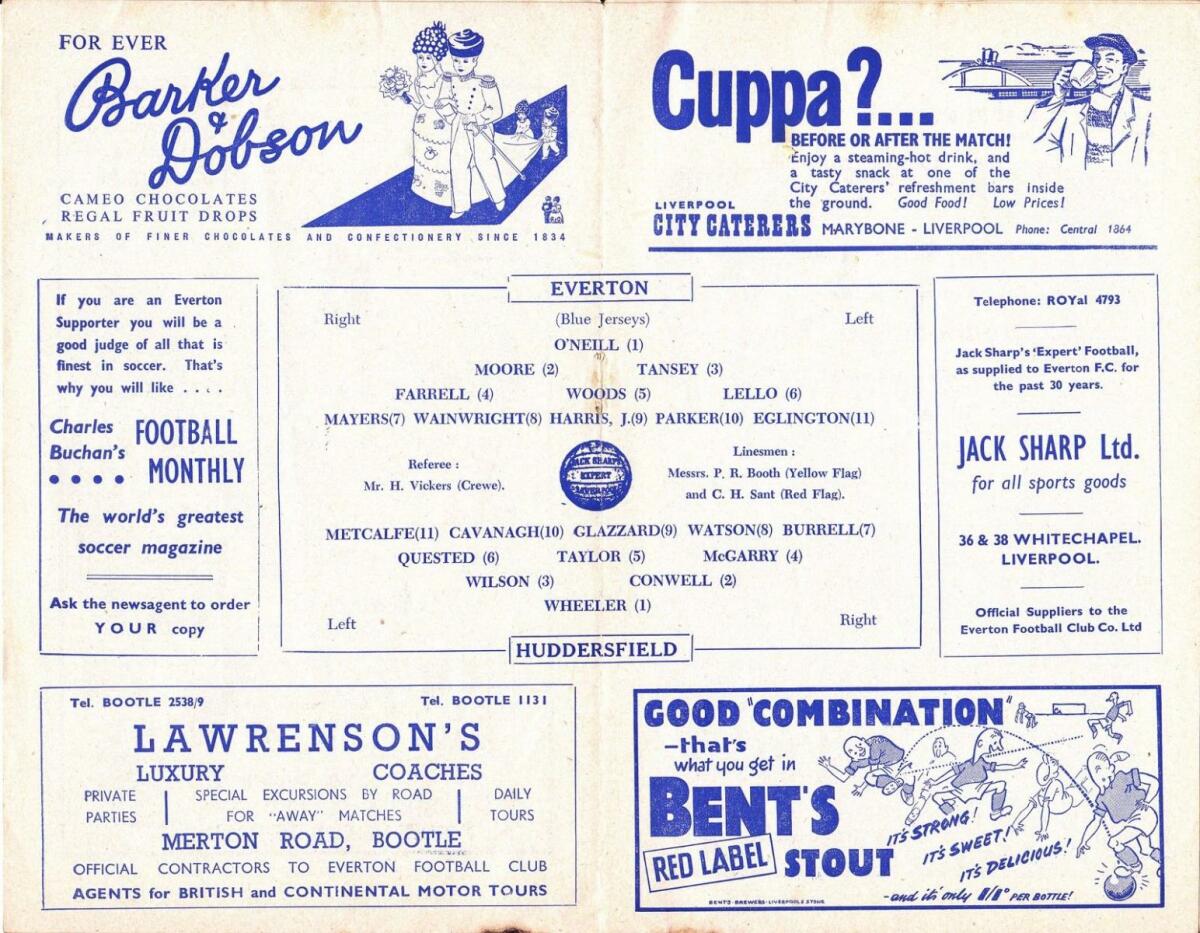 FOR EVER
Barker
&
Dobson
CAMEO CHOCOLATES
REGAL FRUIT DROPS
MAKERS OF FINER CHOCOLATES AND CONFECTIONERY SINCE 1834
Cuppa?...
BEFORE OR AFTER THE MATCH!
Enjoy a steaming-hot drink, and
a tasty snack at one of the
City Caterers' refreshment bars inside
the ground. Good Food! Low Prices!
LIVERPOOL
CITY CATERERS MARYBONE - LIVERPOOL Phone: Central 1864
If you are an Everton
Supporter you will be a
good judge of all that is
finest in soccer. That's
why you will like . . . .
Charles
Buchan's
FOOTBALL
MONTHLY
The world's greatest
soccer magazine
Ask the newsagent to order
YOUR copy
EVERTON
Right (Blue Jerseys) Left
O'NEILL (1)
MOORE (2) TANSEY (3)
FARRELL (4) WOODS (5) LELLO (6)
MAYERS(7) WAINWRIGHT(8) HARRIS, J.(9) PARKER(10) EGLINGTON(11)
Referee :
Mr. H. Vickers (Crewe).
JACK SHARP
EXPERT
Linesmen :
Messrs. P. R. Booth (Yellow Flag)
and C. H. Sant (Red Flag).
METCALFE(11) CAVANAGH(10) GLAZZARD(9) WATSON(8) BURRELL(7)
QUESTED (6) TAYLOR (5) McGARRY (4)
WILSON (3) CONWELL (2)
WHEELER (1)
Left Right
HUDDERSFIELD
Telephone: ROYal 4793
Jack Sharp's 'Expert' Football,
as supplied to Everton F.C. for
the past 30 years.
JACK SHARP Ltd.
for all sports goods
36 & 38 WHITECHAPEL.
LIVERPOOL.
Official Suppliers to the
Everton Football Club Co. Ltd
Tel. BOOTLE 2538/9 Tel. BOOTLE 1131
LAWRENSON'S
LUXURY COACHES
PRIVATE
PARTIES
SPECIAL EXCURSIONS BY ROAD
FOR "AWAY" MATCHES
DAILY
TOURS
MERTON ROAD, BOOTLE
OFFICIAL CONTRACTORS TO EVERTON FOOTBALL CLUB
AGENTS for BRITISH and CONTINENTAL MOTOR TOURS
GOOD "COMBINATION"
—that's
what you get in
BENT'S
RED LABEL
STOUT
IT'S STRONG!
IT'S SWEET!
IT'S DELICIOUS!
-and it's only 1/1ᴰ PER BOTTLE!
BENT'S BREWERS·LIVERPOOL & STONE